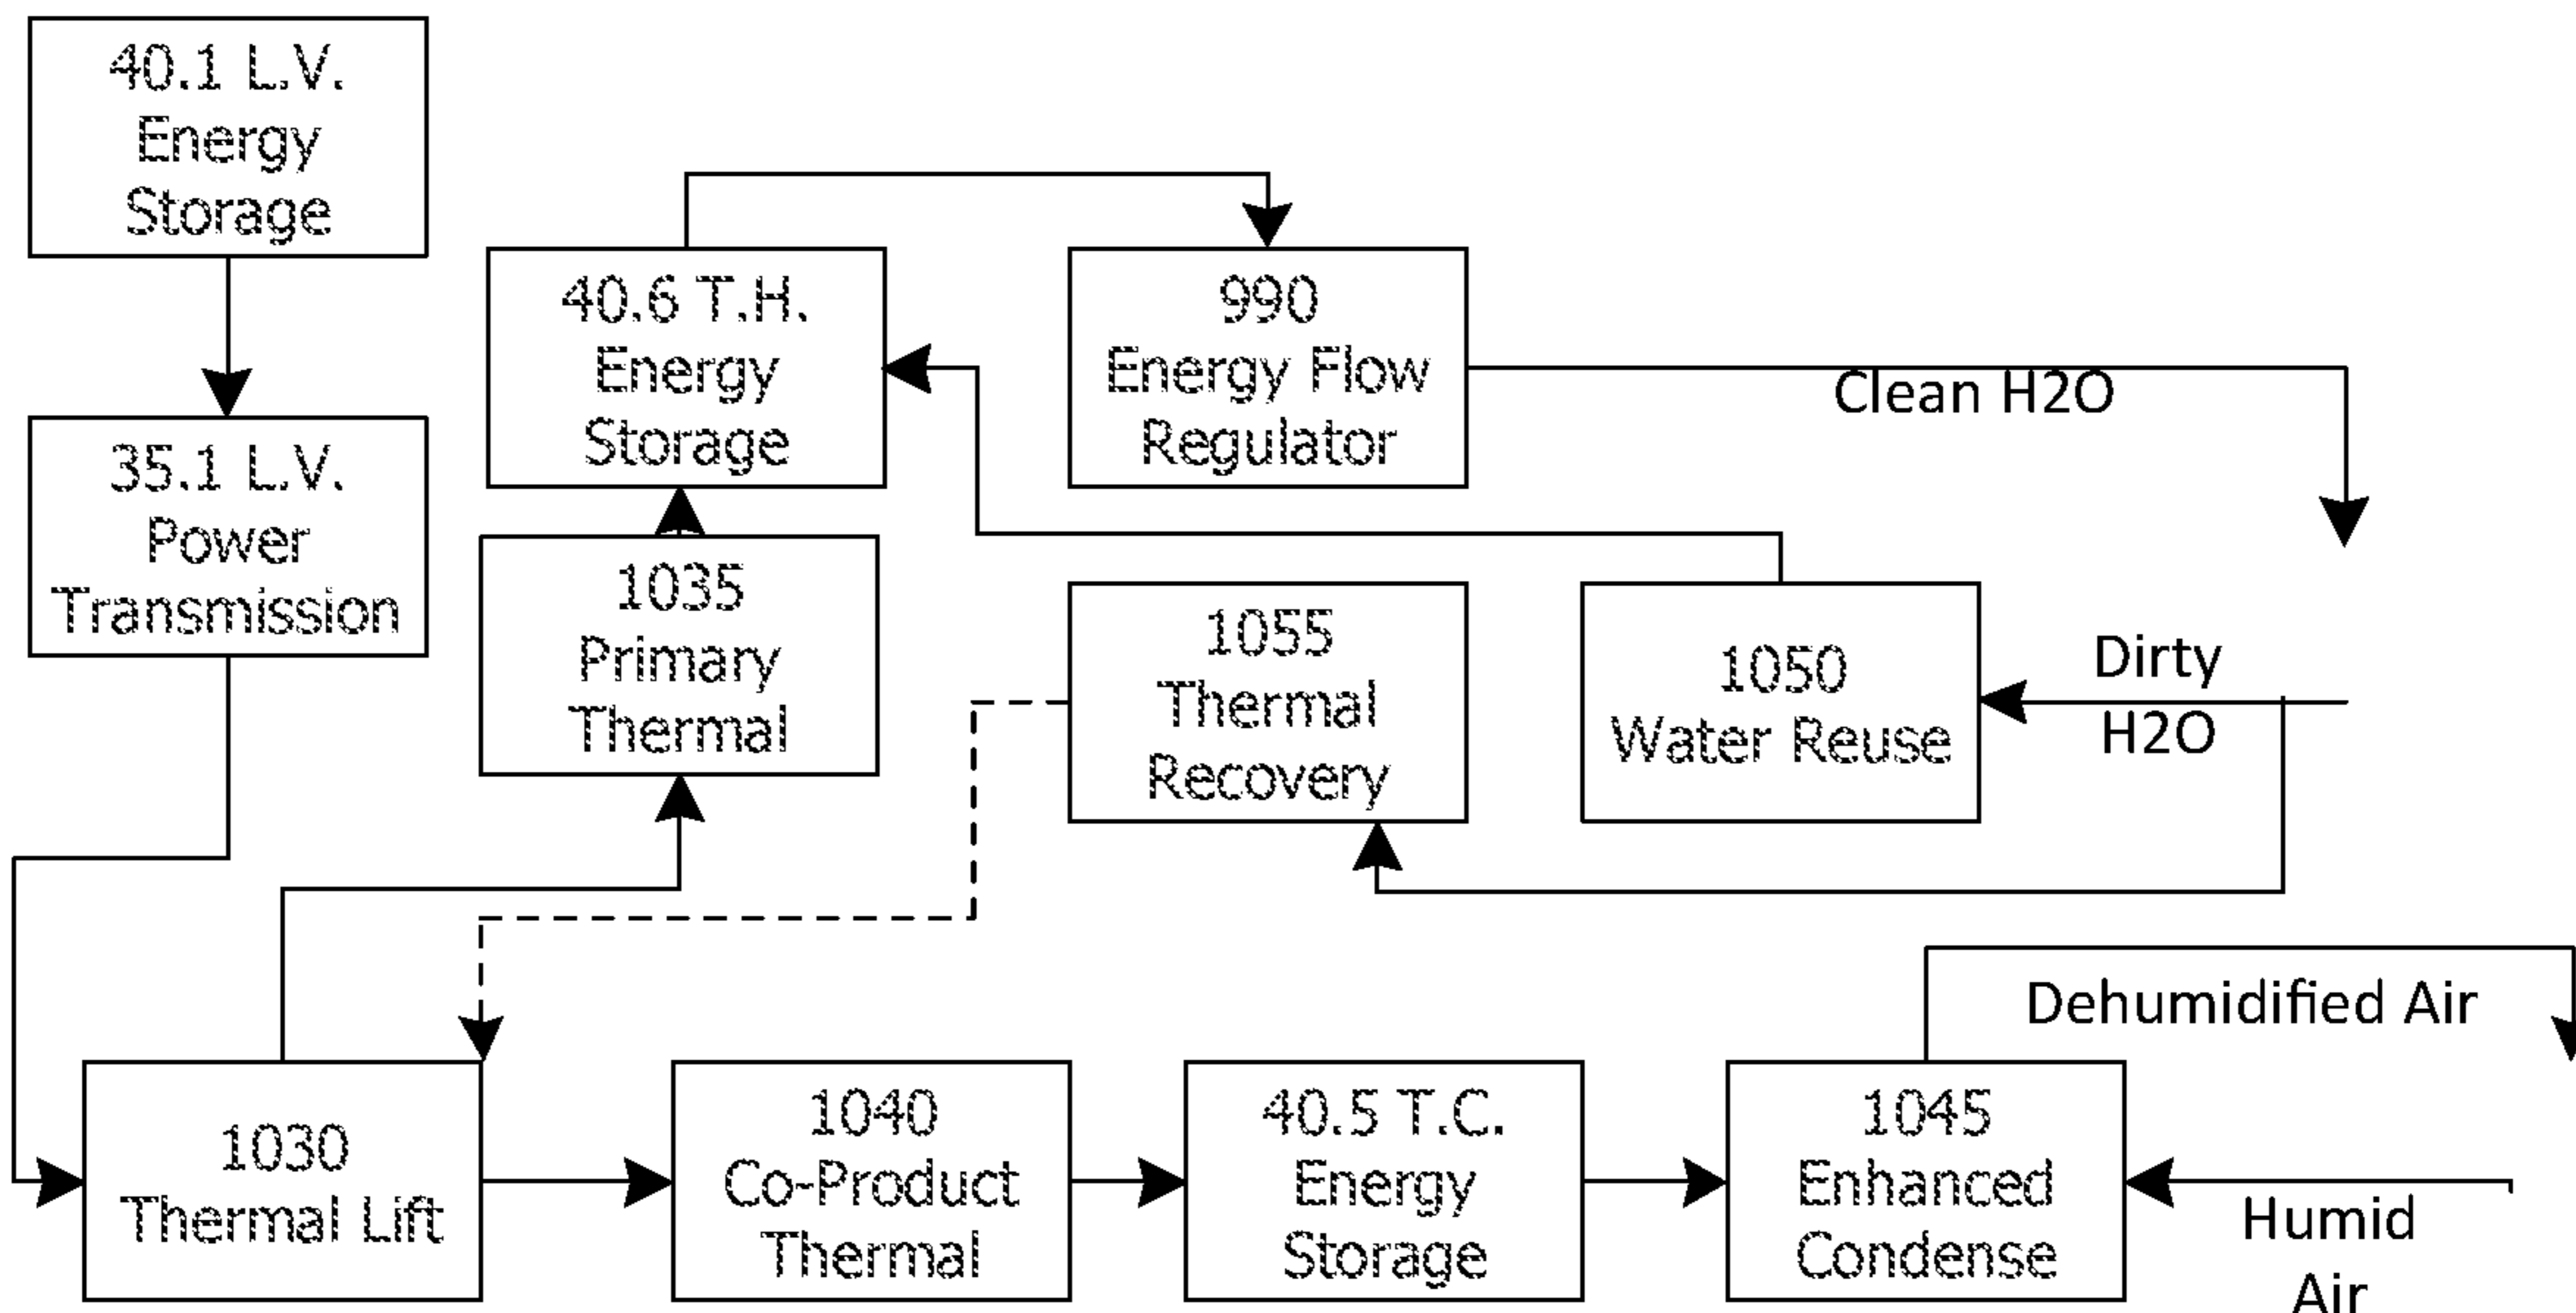 40.1 L.V.
Energy
Storage
40.6 T.H.
Energy
Storage
990
Energy Flow
Regulator
Clean H2O
35.1 L.V.
Power
Transmission
1035
Primary
Thermal
1055
Thermal
Recovery
1050
Water Reuse
Dirty
H2O
Dehumidified Air
1030
Thermal Lift
1040
Co-Product
Thermal
40.5 T.C.
Energy
Storage
1045
Enhanced
Condense
Humid
Air